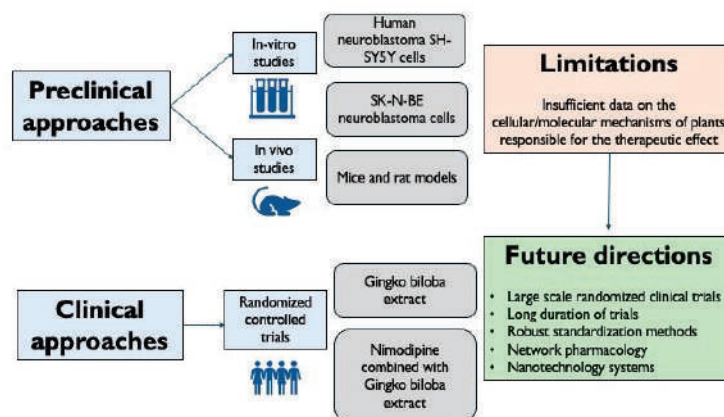 Preclinical
approaches
In-vitro
studies
Human
neuroblastoma SH-
SY5Y cells
SK-N-BE
neuroblastoma cells
In vivo
studies
Mice and rat models
Limitations
Insufficient data on the
cellular/molecular mechanisms of plants
responsible for the therapeutic effect
Clinical
approaches
Randomized
controlled
trials
Gingko biloba
extract
Nimodipine
combined with
Gingko biloba
extract
Future directions
• Large scale randomized clinical trials
• Long duration of trials
• Robust standardization methods
• Network pharmacology
• Nanotechnology systems